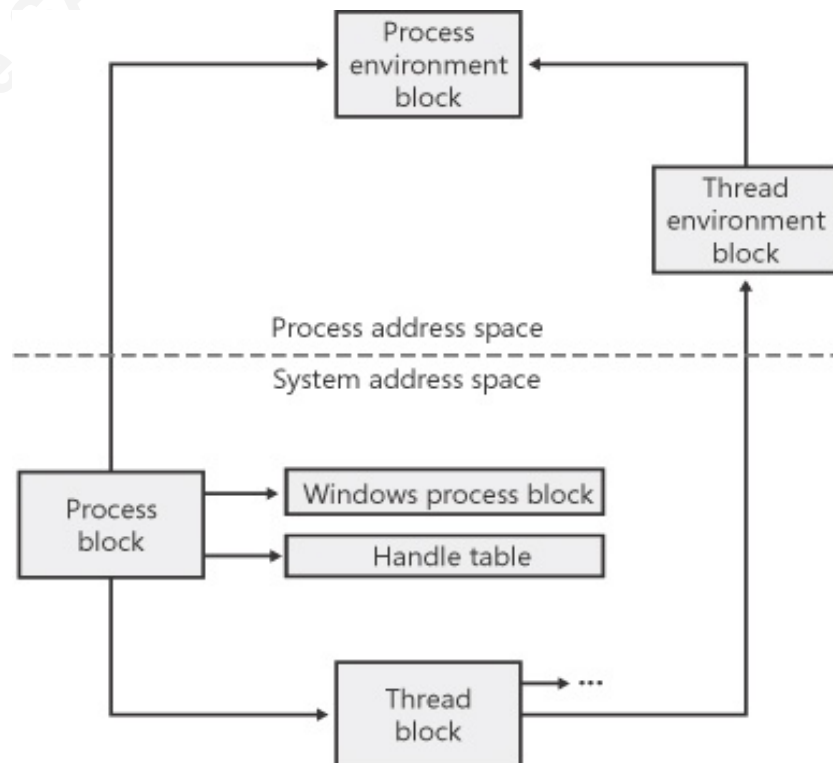 Process
environment
block
Thread
environment
block
Process address space
System address space
Process
block
Windows process block
Handle table
Thread
block
...